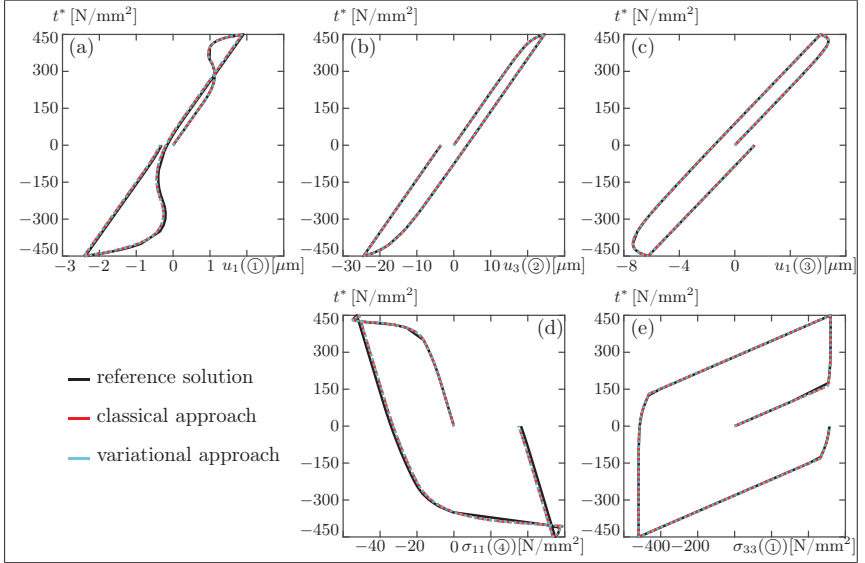 t* [N/mm²] t* [N/mm²] t* [N/mm²]
450 (a) 450 (b) 450 (c)
300 300 300
150 150 150
0 0 0
−150 −150 −150
−300 −300 −300
−450 −450 −450
−3 −2 −1 0 u₁(①)[μm] −30 −20 −10 0 10 u₃(②)[μm] −8 −4 0 u₁(③)[μm]
t* [N/mm²] t* [N/mm²]
450 (d) 450 (e)
300 300
150 150
0 0
−150 −150
−300 −300
−450 −450
−40 −20 0 σ₁₁(④)[N/mm²] −400 −200 σ₃₃(①)[N/mm²]
reference solution
classical approach
variational approach